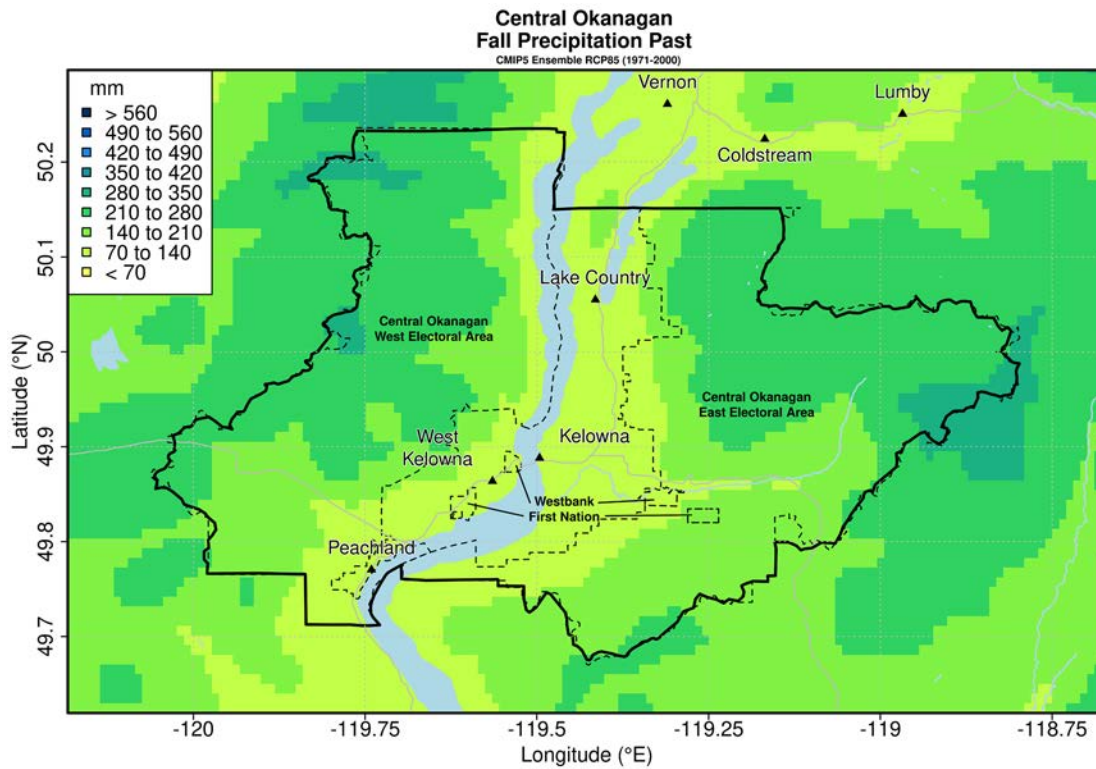 Central Okanagan
Fall Precipitation Past
CMIP5 Ensemble RCP85 (1971-2000)
mm
> 560
490 to 560
420 to 490
350 to 420
280 to 350
210 to 280
140 to 210
70 to 140
< 70
Vernon
Lumby
Coldstream
Lake Country
Central Okanagan
West Electoral Area
Central Okanagan
East Electoral Area
West
Kelowna
Kelowna
Westbank
First Nation
Peachland
Latitude (°N)
50.2
50.1
50
49.9
49.8
49.7
-120
-119.75
-119.5
-119.25
-119
-118.75
Longitude (°E)